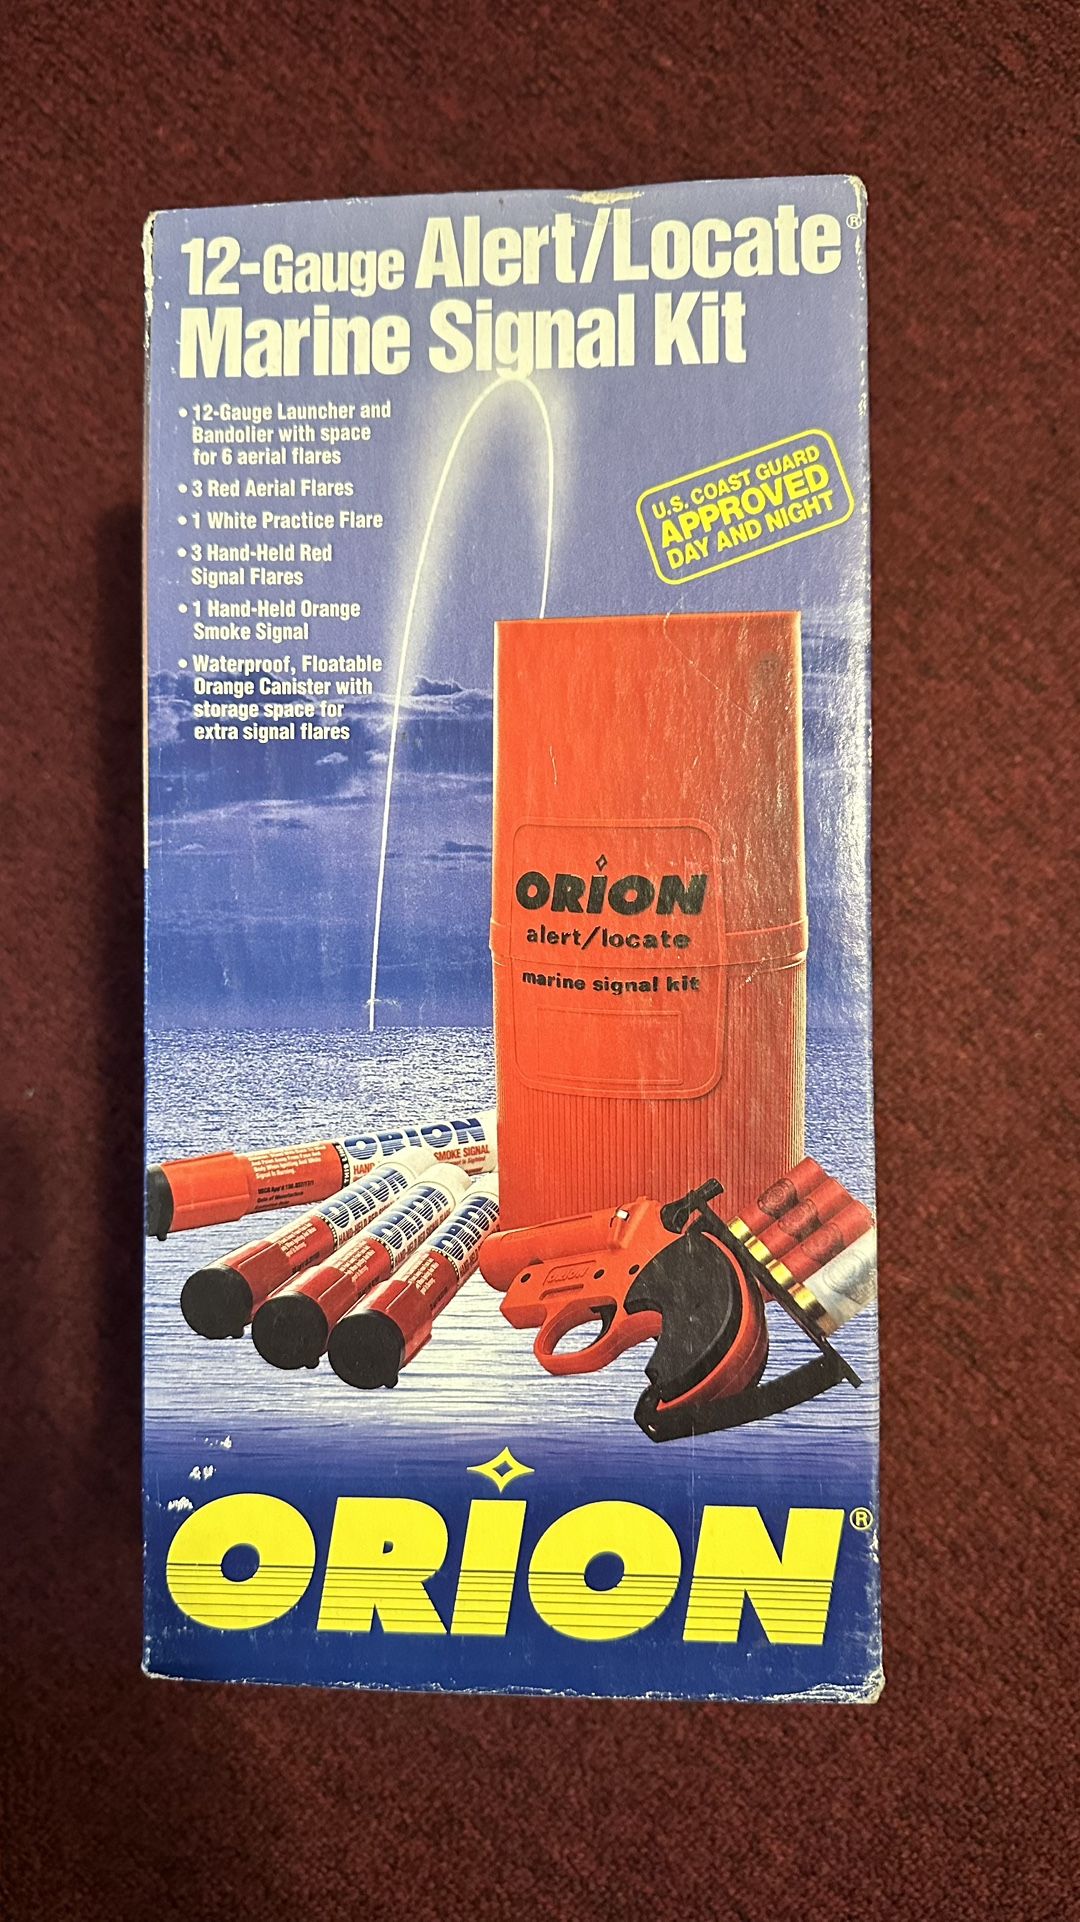 12-Gauge Alert/Locate®
Marine Signal Kit
• 12-Gauge Launcher and
Bandolier with space
for 6 aerial flares
• 3 Red Aerial Flares
• 1 White Practice Flare
• 3 Hand-Held Red
Signal Flares
• 1 Hand-Held Orange
Smoke Signal
• Waterproof, Floatable
Orange Canister with
storage space for
extra signal flares
U.S. COAST GUARD
APPROVED
DAY AND NIGHT
ORION
alert/locate
marine signal kit
ORION
SMOKE SIGNAL
ORION
ORION
ORION
ORION
ORION®